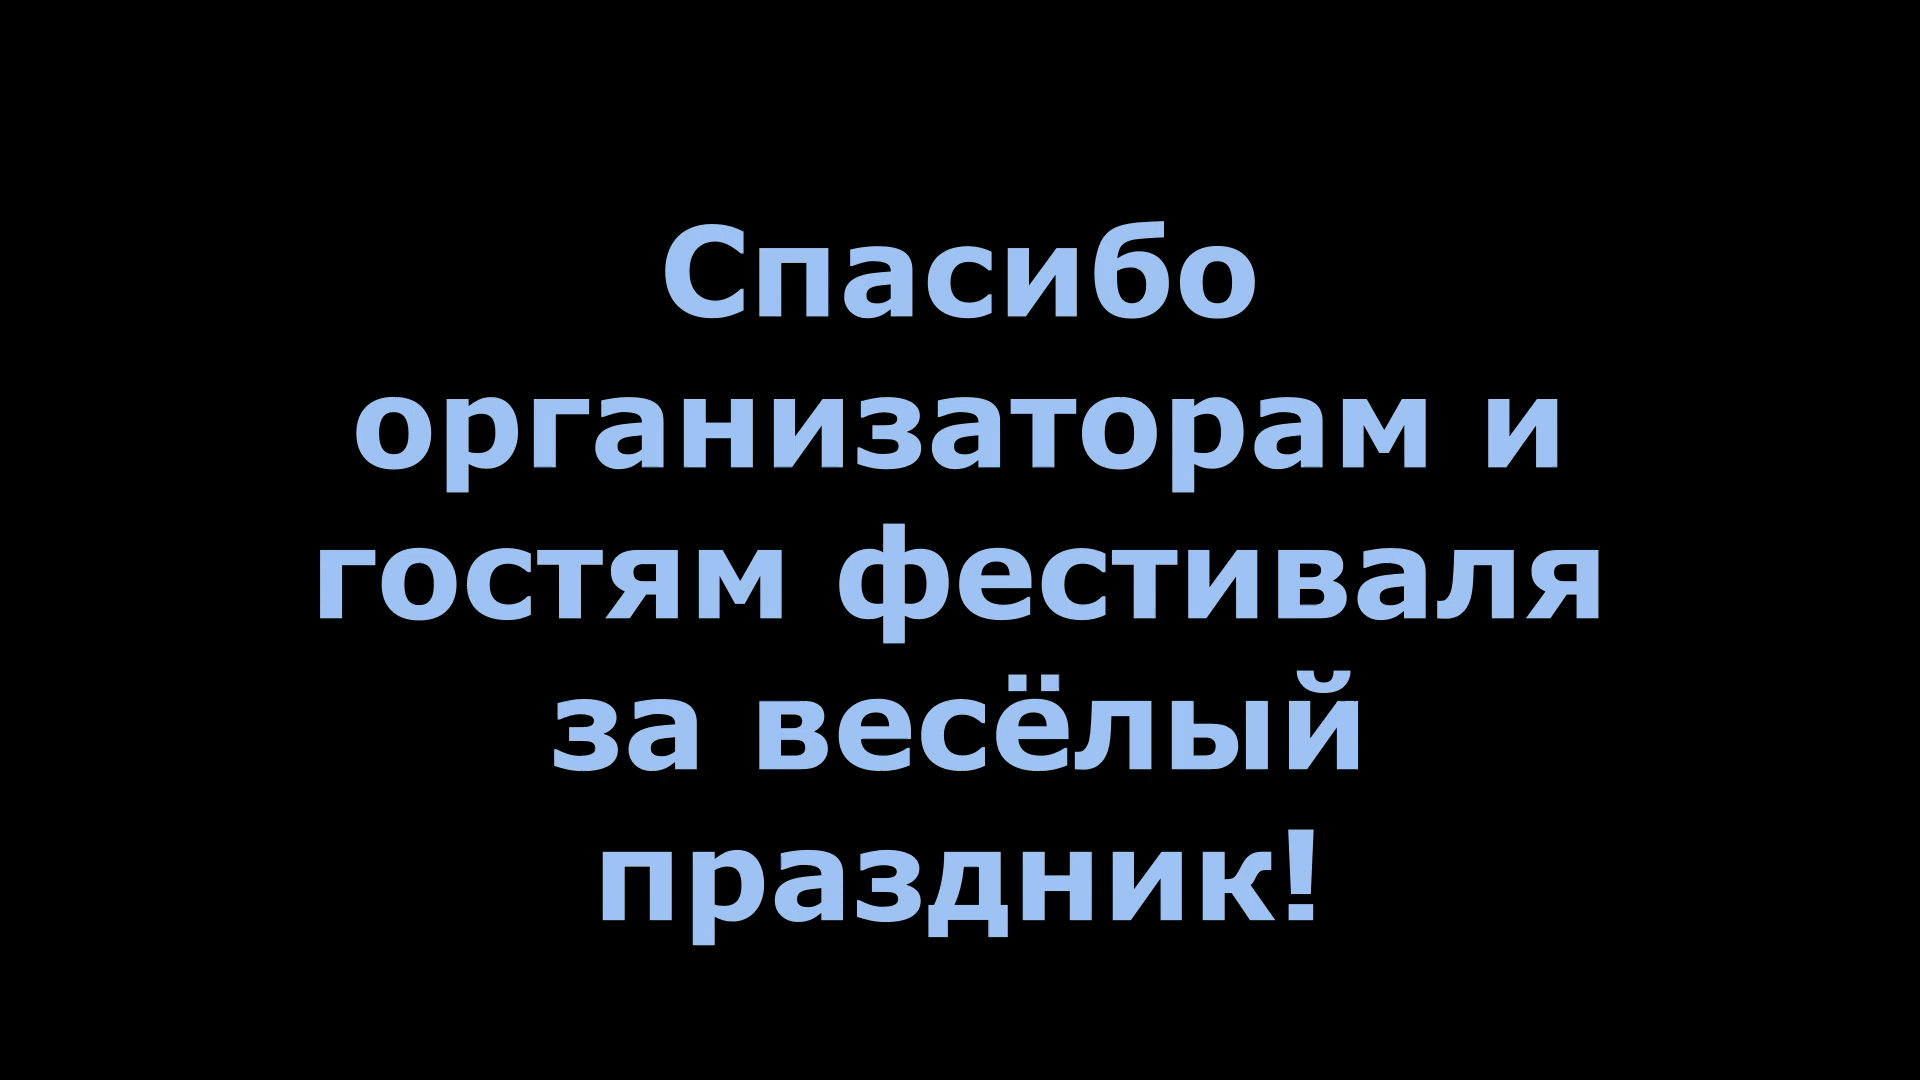 Спасибо
организаторам и
гостям фестиваля
за весёлый
праздник!